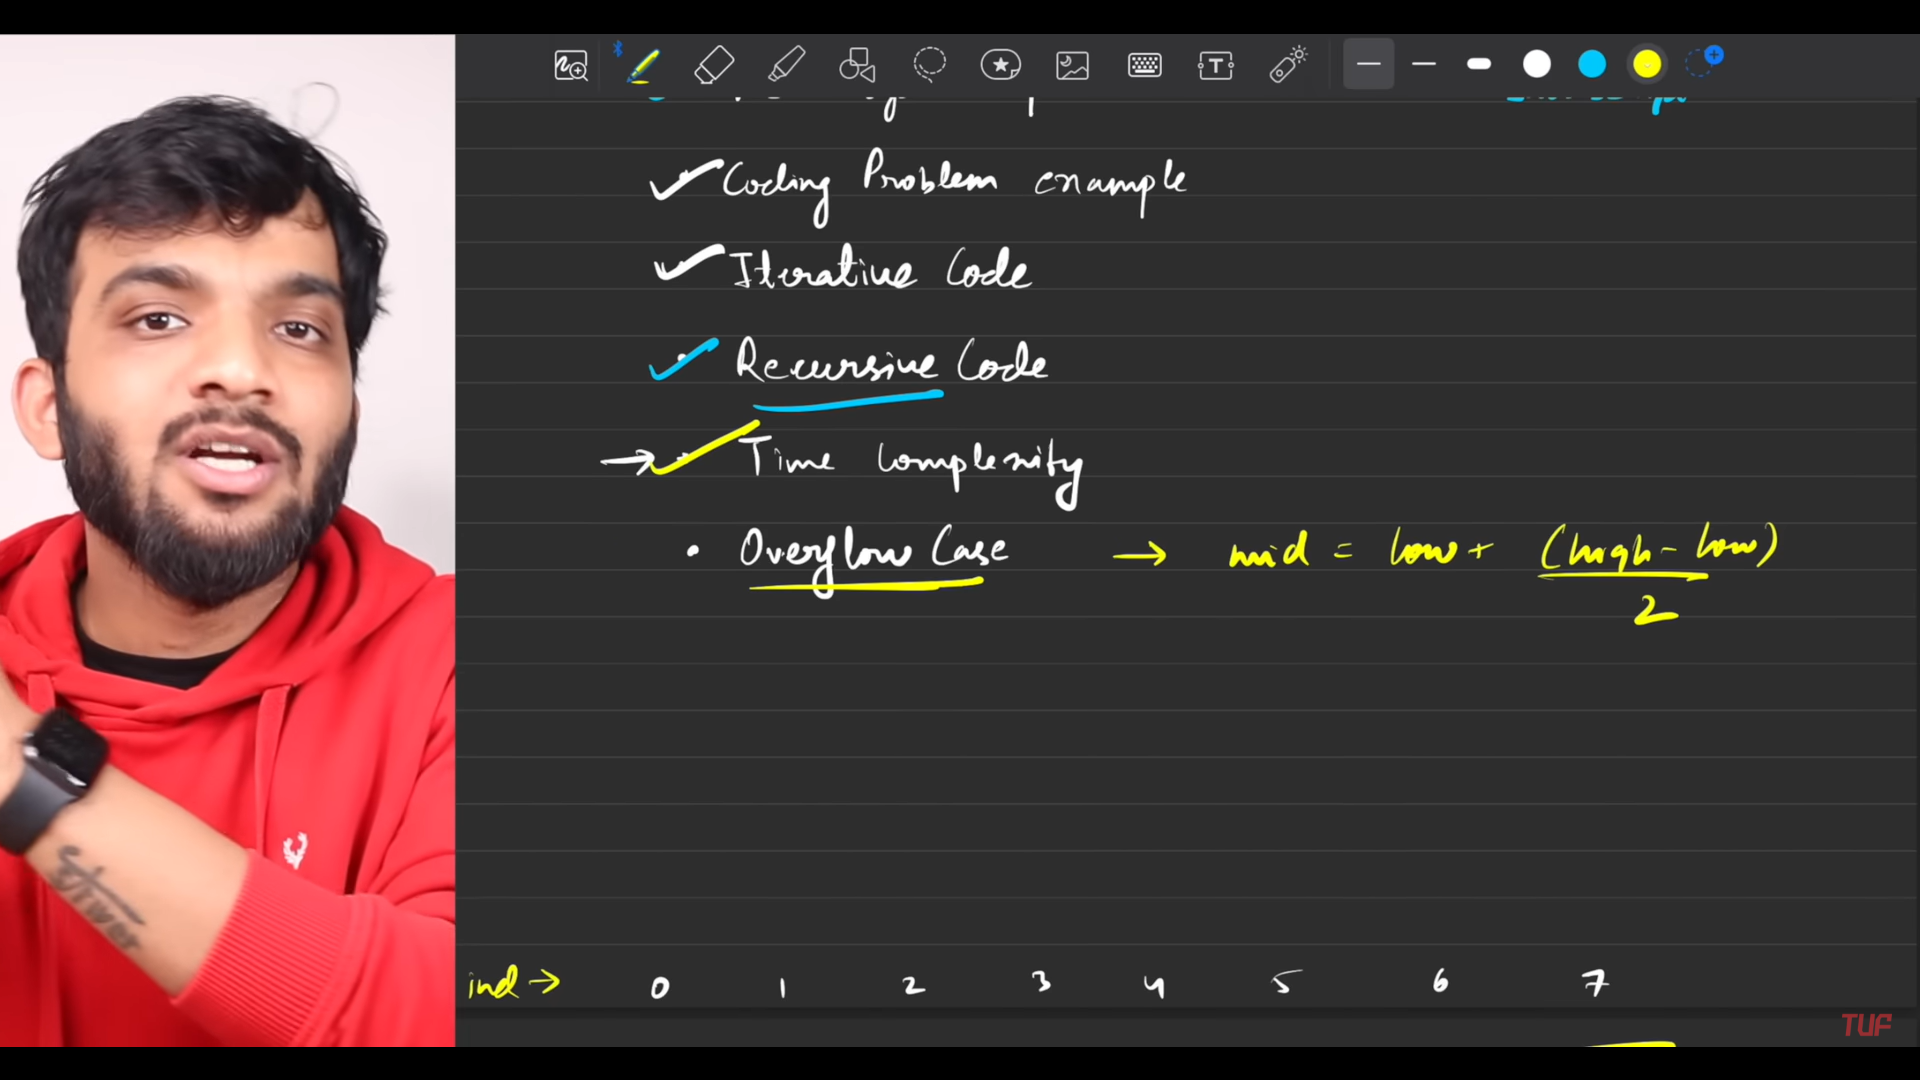 Coding Problem example
Iterative Code
Recursive Code
→ Time Complexity
• Overflow Case → mid = low + (high - low)
2
ind → 0 1 2 3 4 5 6 7
TUF